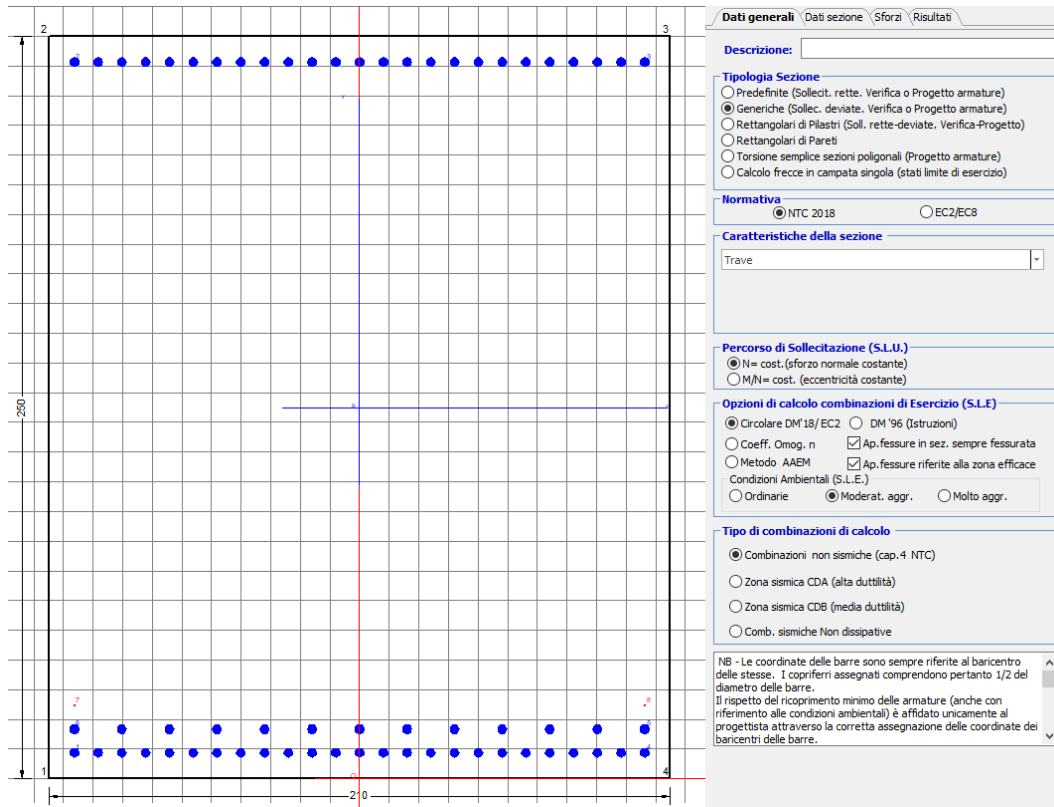 2
3
Y
250
7
8
6
5
1
4
1
4
O
210
Dati generali
Dati sezione
Sforzi
Risultati
Descrizione:
Tipologia Sezione
Predefinite (Sollecit. rette. Verifica o Progetto armature)
Generiche (Sollec. deviate. Verifica o Progetto armature)
Rettangolari di Pilastri (Soll. rette-deviate. Verifica-Progetto)
Rettangolari di Pareti
Torsione semplice sezioni poligonali (Progetto armature)
Calcolo frecce in campata singola (stati limite di esercizio)
Normativa
NTC 2018
EC2/EC8
Caratteristiche della sezione
Trave
Percorso di Sollecitazione (S.L.U.)
N= cost.(sforzo normale costante)
M/N= cost. (eccentricità costante)
Opzioni di calcolo combinazioni di Esercizio (S.L.E)
Circolare DM'18/ EC2
DM '96 (Istruzioni)
Coeff. Omog. n
Ap.fessure in sez. sempre fessurata
Metodo AAEM
Ap.fessure riferite alla zona efficace
Condizioni Ambientali (S.L.E.)
Ordinarie
Moderat. aggr.
Molto aggr.
Tipo di combinazioni di calcolo
Combinazioni non sismiche (cap.4 NTC)
Zona sismica CDA (alta duttilità)
Zona sismica CDB (media duttilità)
Comb. sismiche Non dissipative
NB - Le coordinate delle barre sono sempre riferite al baricentro
delle stesse. I copriferri assegnati comprendono pertanto 1/2 del
diametro delle barre.
Il rispetto del ricoprimento minimo delle armature (anche con
riferimento alle condizioni ambientali) è affidato unicamente al
progettista attraverso la corretta assegnazione delle coordinate dei
baricentri delle barre.